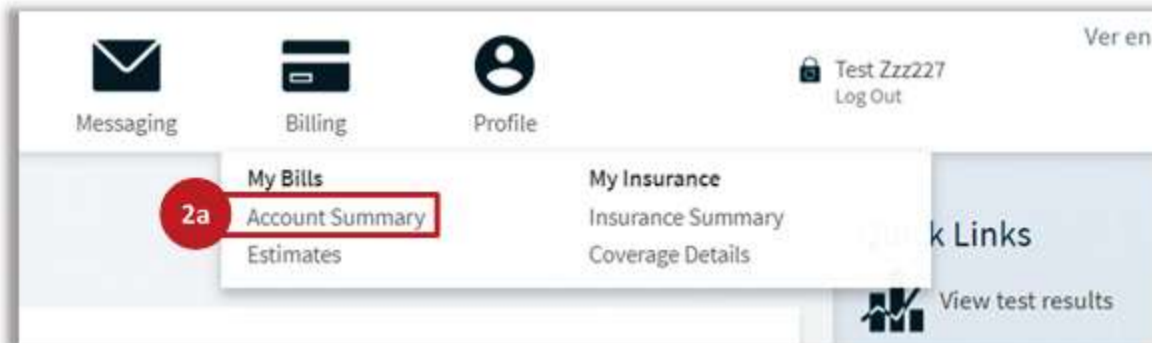 Ver en
Test Zzz227
Log Out
Messaging
Billing
Profile
My Bills
My Insurance
2a
Account Summary
Insurance Summary
Estimates
Coverage Details
k Links
View test results